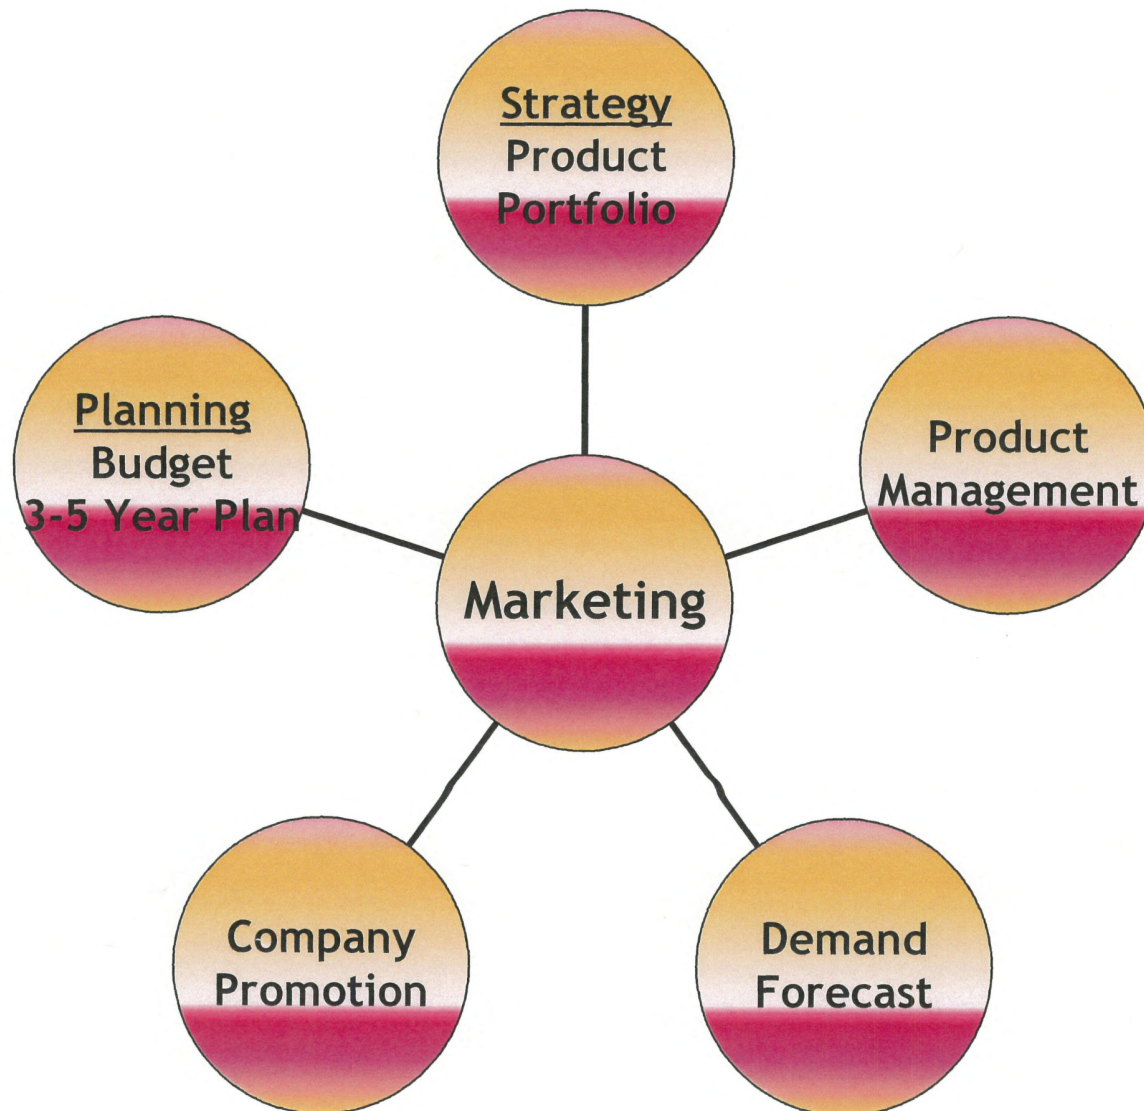 Strategy
Product
Portfolio
Planning
Budget
3-5 Year Plan
Product
Management
Marketing
Company
Promotion
Demand
Forecast